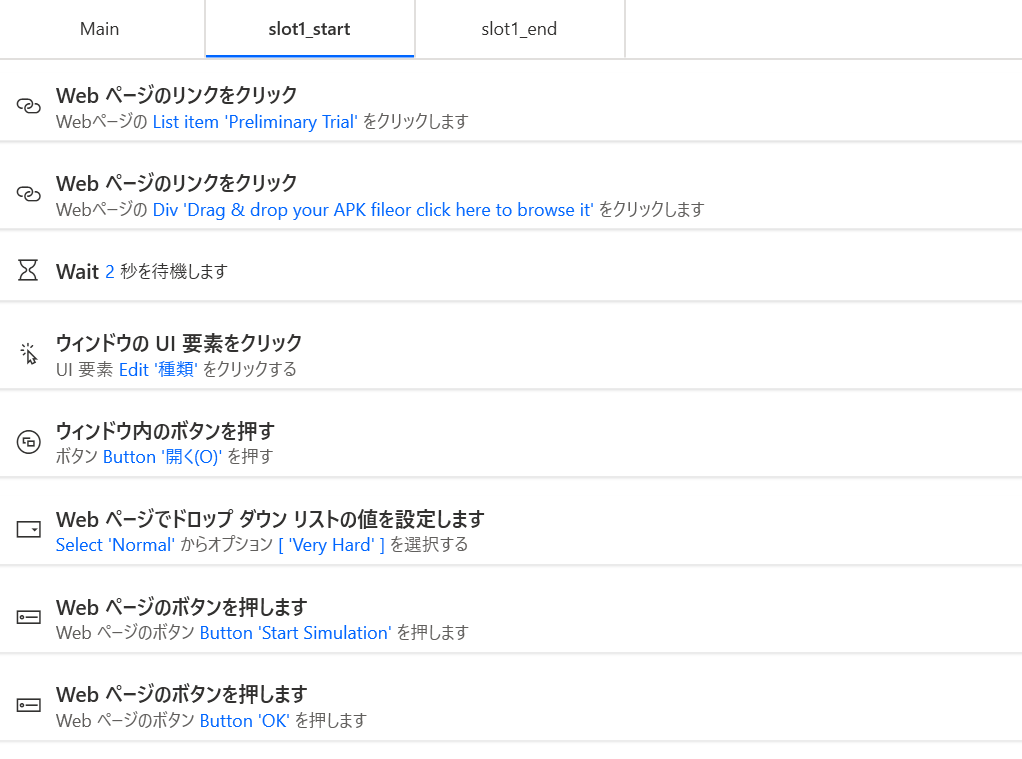 Main
slot1_start
slot1_end
Web ページのリンクをクリック
Webページの List item 'Preliminary Trial' をクリックします
Web ページのリンクをクリック
Webページの Div 'Drag & drop your APK fileor click here to browse it' をクリックします
Wait 2 秒を待機します
ウィンドウの UI 要素をクリック
UI 要素 Edit '種類' をクリックする
ウィンドウ内のボタンを押す
ボタン Button '開く(O)' を押す
Web ページでドロップ ダウン リストの値を設定します
Select 'Normal' からオプション [ 'Very Hard' ] を選択する
Web ページのボタンを押します
Web ページのボタン Button 'Start Simulation' を押します
Web ページのボタンを押します
Web ページのボタン Button 'OK' を押します